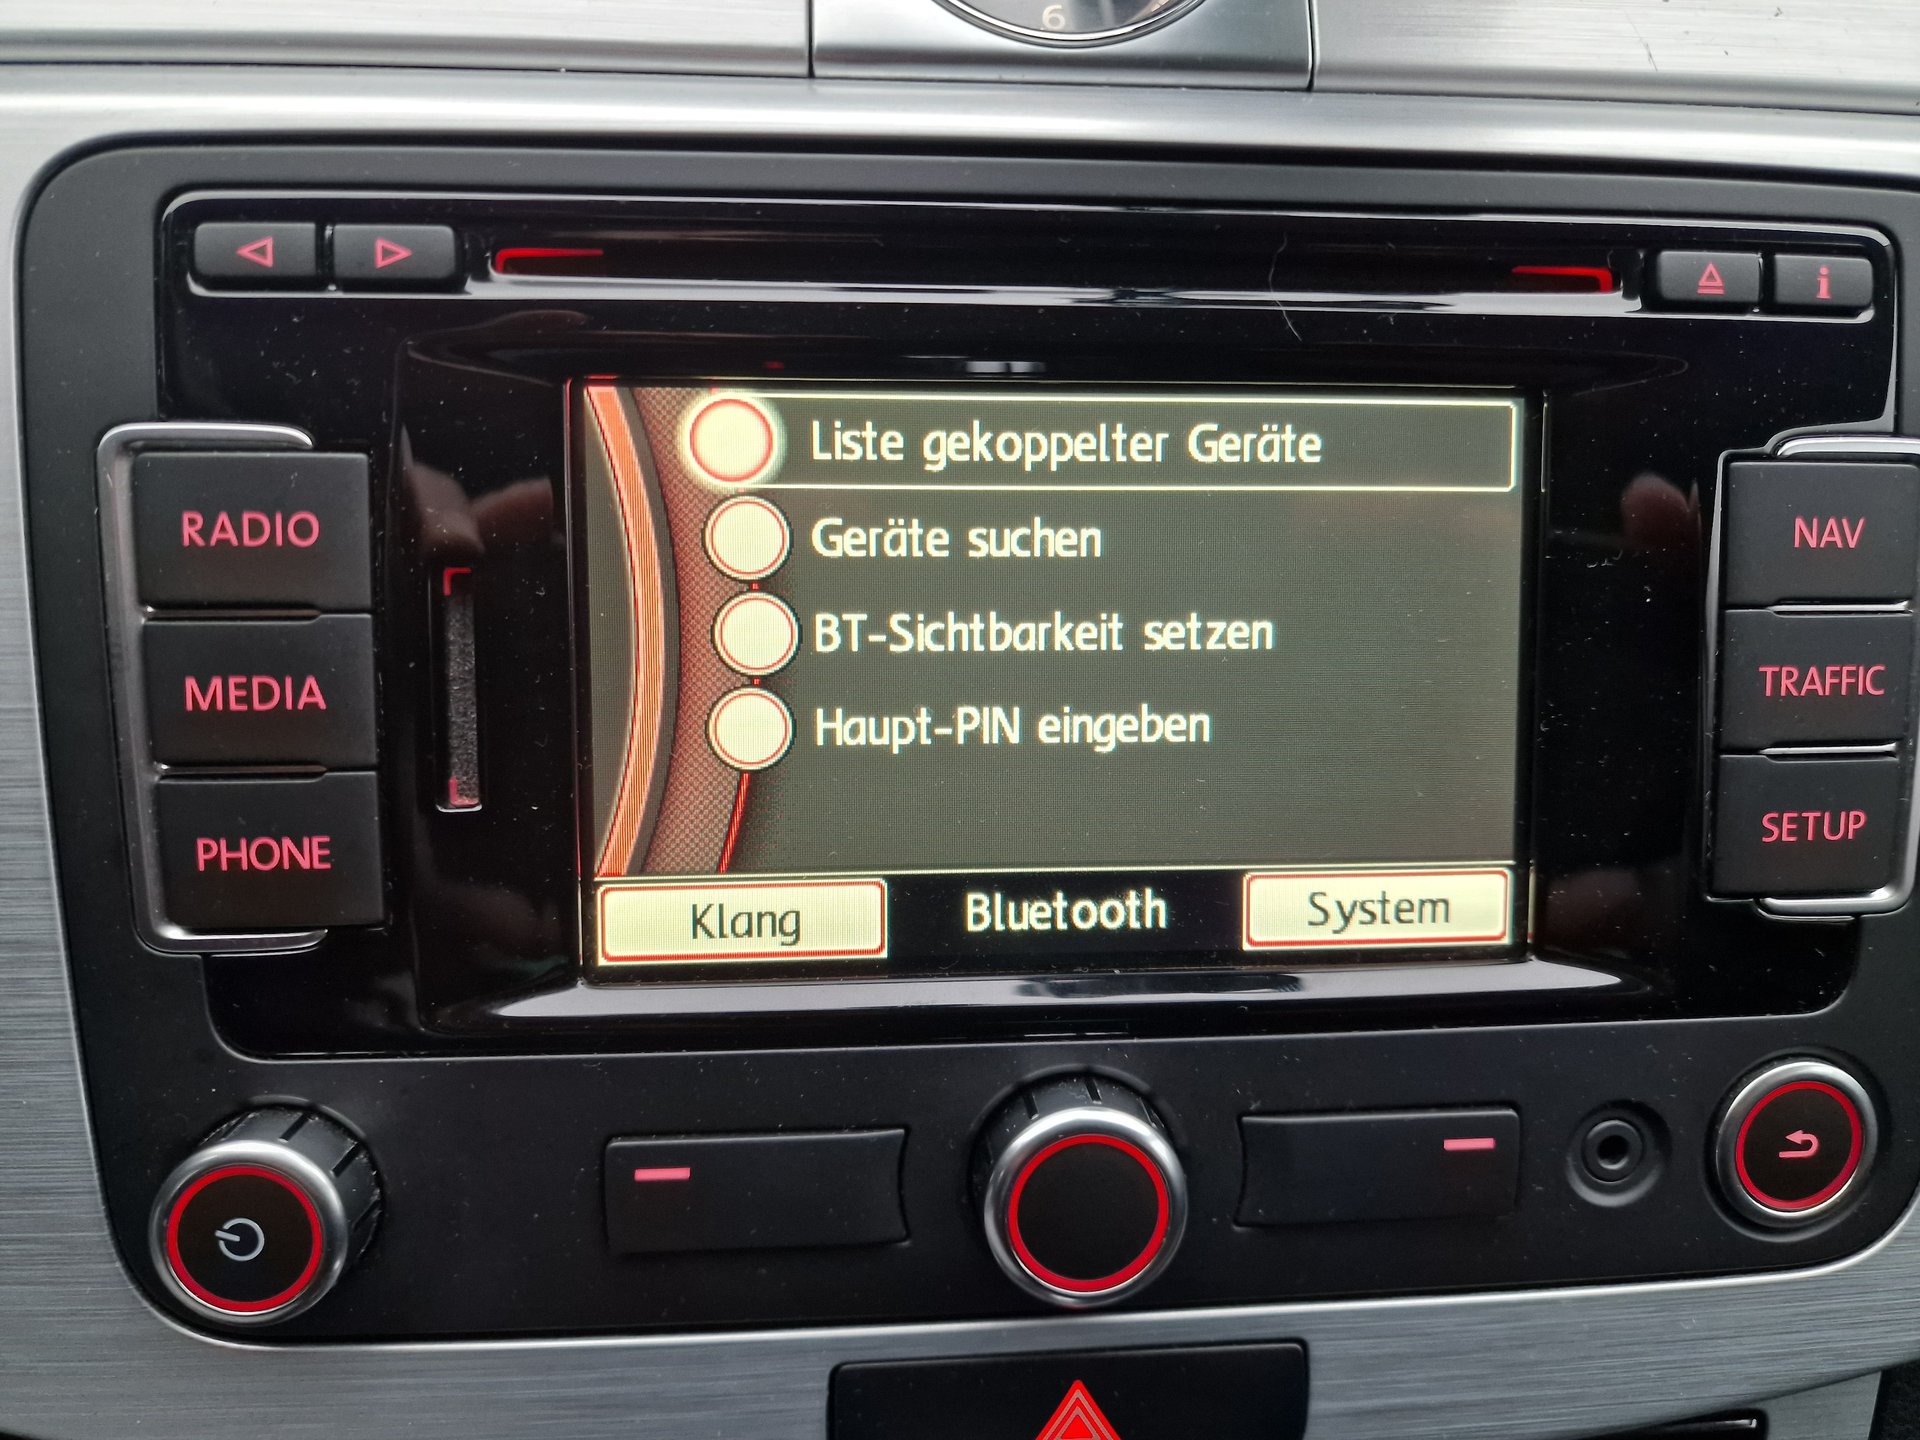 6
i
Liste gekoppelter Geräte
Geräte suchen
BT-Sichtbarkeit setzen
Haupt-PIN eingeben
Klang Bluetooth System
RADIO
MEDIA
PHONE
NAV
TRAFFIC
SETUP